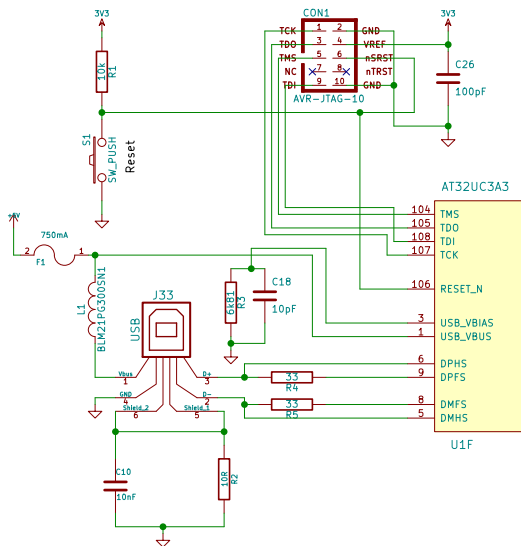 3V3
CON1
3V3
TCK 1 2 GND
TDO 3 4 VREF
TMS 5 6 nSRST
NC 7 8 nTRST
TDI 9 10 GND
AVR-JTAG-10
10k
R1
C26
100pF
S1
SW_PUSH
Reset
AT32UC3A3
104 TMS
105 TDO
108 TDI
107 TCK
106 RESET_N
3 USB_VBIAS
1 USB_VBUS
6 DPHS
9 DPFS
8 DMFS
5 DMHS
U1F
750mA
2 1
F1
L1
BLM21PG300SN1
J33
USB
6k81
R3
C18
10pF
Vbus
1
D+
3
GND
4
D-
2
Shield_2
6
Shield_1
5
33
R4
33
R5
C10
10nF
10R
R2